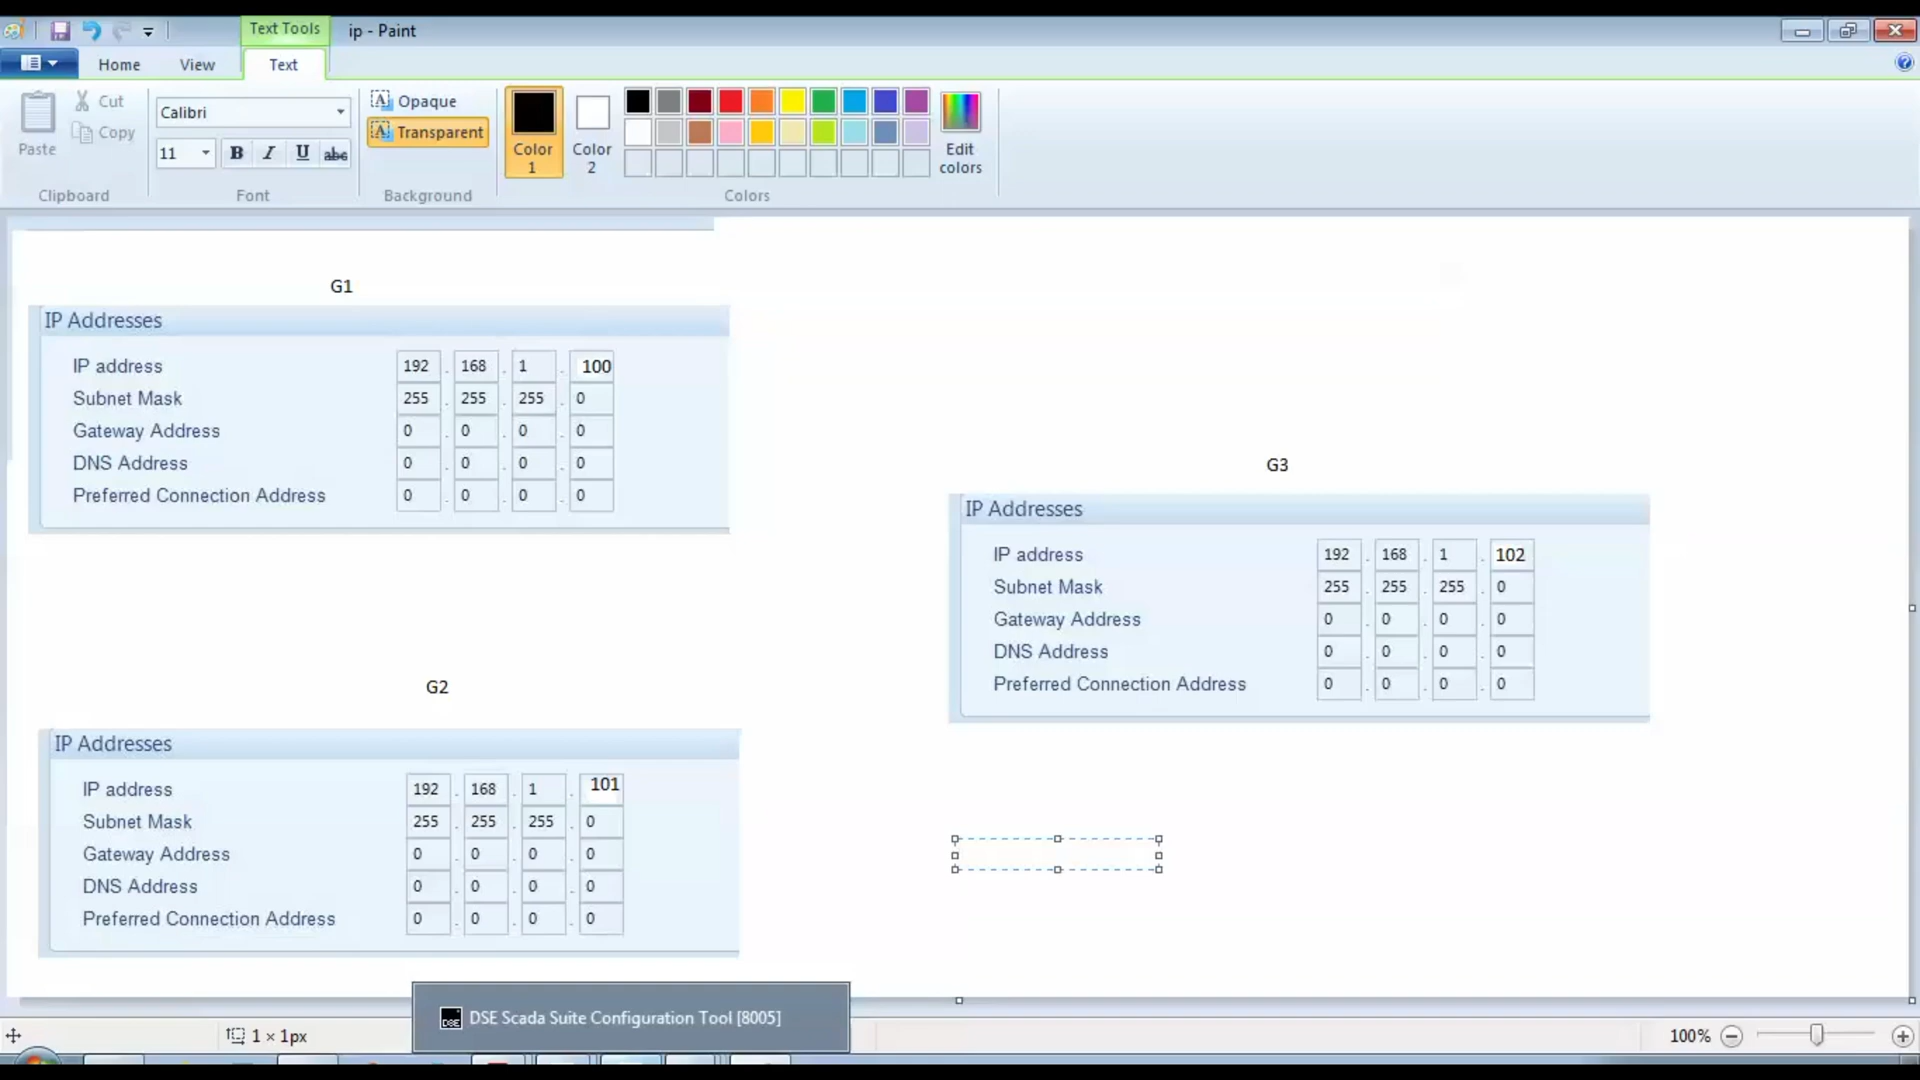 Text Tools
ip - Paint
Home
View
Text
Cut
Copy
Paste
Clipboard
Calibri
11
B
I
U
abc
Font
Opaque
Transparent
Background
Color 1
Color 2
Edit colors
Colors
G1
IP Addresses
IP address 192 . 168 . 1 . 100
Subnet Mask 255 . 255 . 255 . 0
Gateway Address 0 . 0 . 0 . 0
DNS Address 0 . 0 . 0 . 0
Preferred Connection Address 0 . 0 . 0 . 0
G3
IP Addresses
IP address 192 . 168 . 1 . 102
Subnet Mask 255 . 255 . 255 . 0
Gateway Address 0 . 0 . 0 . 0
DNS Address 0 . 0 . 0 . 0
Preferred Connection Address 0 . 0 . 0 . 0
G2
IP Addresses
IP address 192 . 168 . 1 . 101
Subnet Mask 255 . 255 . 255 . 0
Gateway Address 0 . 0 . 0 . 0
DNS Address 0 . 0 . 0 . 0
Preferred Connection Address 0 . 0 . 0 . 0
DSE DSE Scada Suite Configuration Tool [8005]
1 × 1px
100%